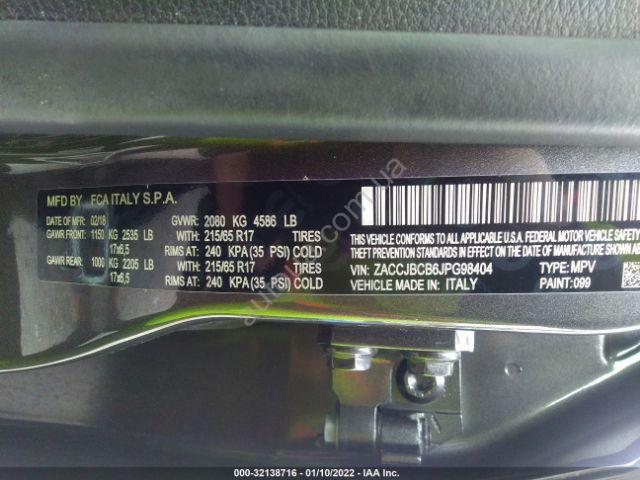 MFD BY FCA ITALY S.P.A.
DATE OF MFR: 02/18 GVWR: 2080 KG 4586 LB
GAWR FRONT: 1150 KG 2535 LB WITH: 215/65 R17 TIRES
17x6,5 RIMS AT: 240 KPA (35 PSI) COLD
GAWR REAR: 1000 KG 2205 LB WITH: 215/65 R17 TIRES
17x6,5 RIMS AT: 240 KPA (35 PSI) COLD
THIS VEHICLE CONFORMS TO ALL APPLICABLE U.S.A. FEDERAL MOTOR VEHICLE SAFETY, BUMPER
THEFT PREVENTION STANDARDS IN EFFECT ON THE DATE OF MANUFACTURE SHOWN AB
VIN: ZACCJBCB6JPG98404 TYPE: MPV
VEHICLE MADE IN: ITALY PAINT: 099
000-32138716 - 01/10/2022 - IAA Inc.